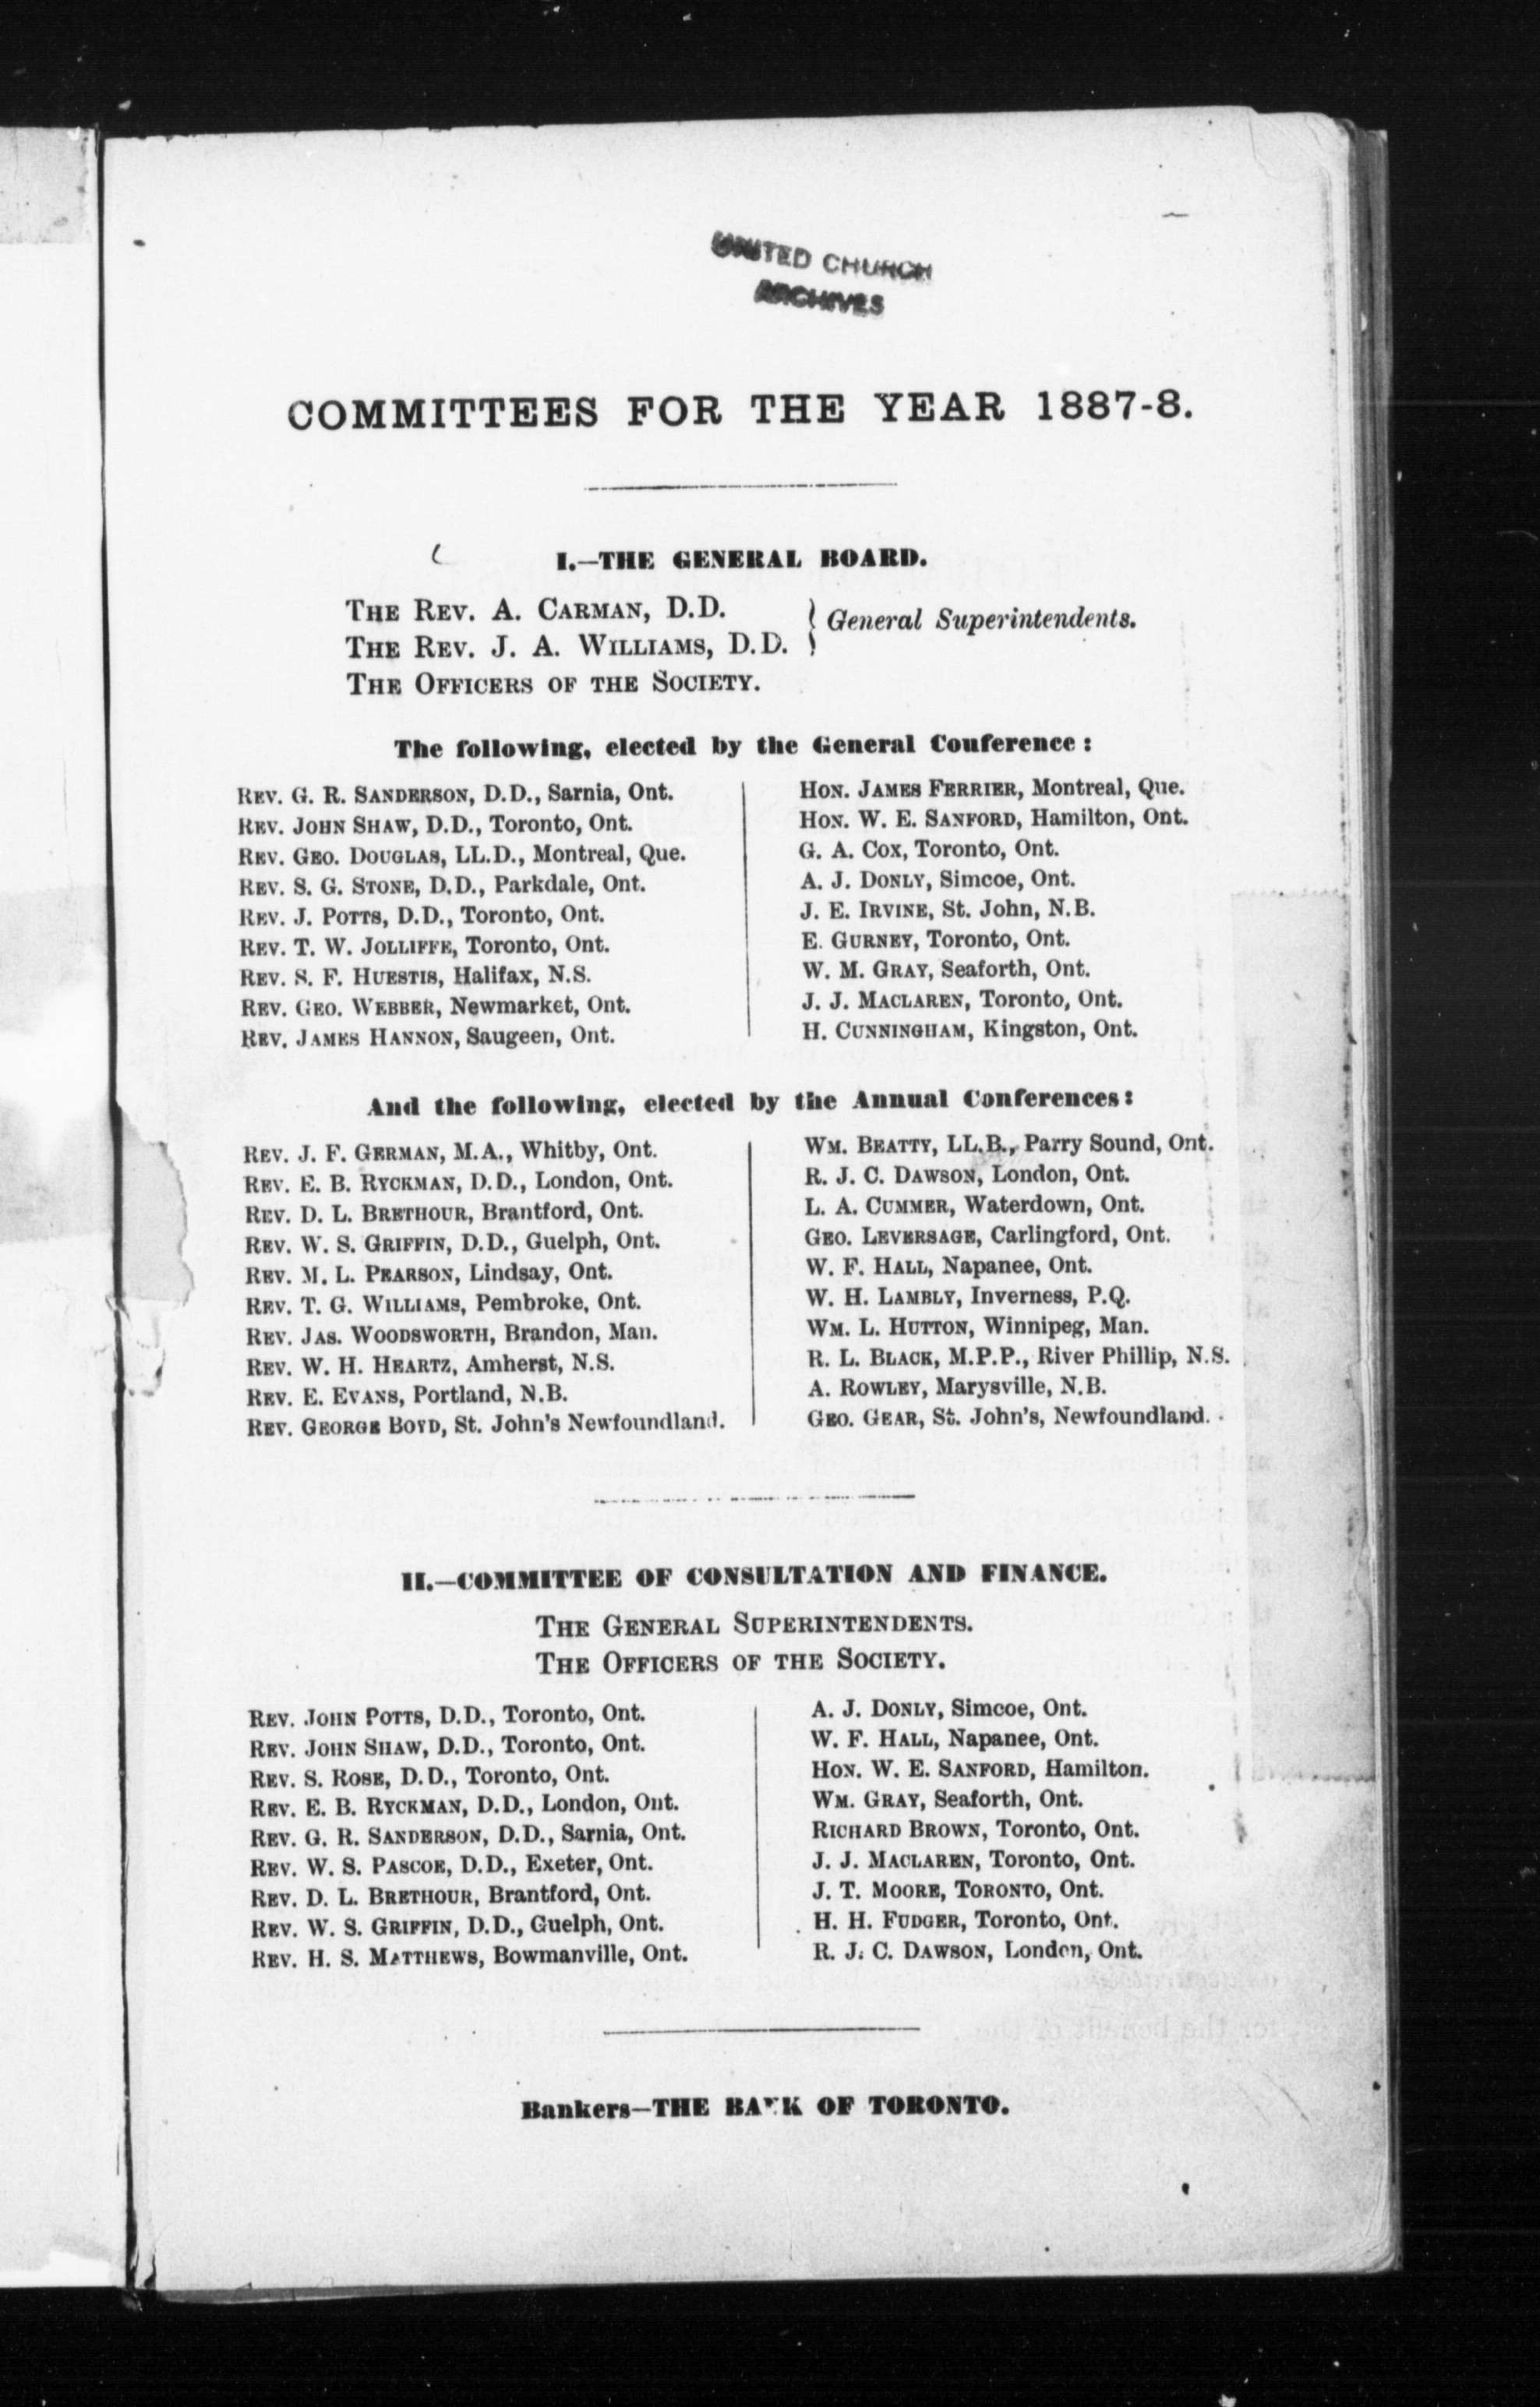 UNITED CHURCH
ARCHIVES
COMMITTEES FOR THE YEAR 1887-8.
I.—THE GENERAL BOARD.
THE REV. A. CARMAN, D.D.
THE REV. J. A. WILLIAMS, D.D.
} General Superintendents.
THE OFFICERS OF THE SOCIETY.
The following, elected by the General Conference:
REV. G. R. SANDERSON, D.D., Sarnia, Ont.
REV. JOHN SHAW, D.D., Toronto, Ont.
REV. GEO. DOUGLAS, LL.D., Montreal, Que.
REV. S. G. STONE, D.D., Parkdale, Ont.
REV. J. POTTS, D.D., Toronto, Ont.
REV. T. W. JOLLIFFE, Toronto, Ont.
REV. S. F. HUESTIS, Halifax, N.S.
REV. GEO. WEBBER, Newmarket, Ont.
REV. JAMES HANNON, Saugeen, Ont.
HON. JAMES FERRIER, Montreal, Que.
HON. W. E. SANFORD, Hamilton, Ont.
G. A. COX, Toronto, Ont.
A. J. DONLY, Simcoe, Ont.
J. E. IRVINE, St. John, N.B.
E. GURNEY, Toronto, Ont.
W. M. GRAY, Seaforth, Ont.
J. J. MACLAREN, Toronto, Ont.
H. CUNNINGHAM, Kingston, Ont.
And the following, elected by the Annual Conferences:
REV. J. F. GERMAN, M.A., Whitby, Ont.
REV. E. B. RYCKMAN, D.D., London, Ont.
REV. D. L. BRETHOUR, Brantford, Ont.
REV. W. S. GRIFFIN, D.D., Guelph, Ont.
REV. M. L. PEARSON, Lindsay, Ont.
REV. T. G. WILLIAMS, Pembroke, Ont.
REV. JAS. WOODSWORTH, Brandon, Man.
REV. W. H. HEARTZ, Amherst, N.S.
REV. E. EVANS, Portland, N.B.
REV. GEORGE BOYD, St. John's Newfoundland.
WM. BEATTY, LL.B., Parry Sound, Ont.
R. J. C. DAWSON, London, Ont.
L. A. CUMMER, Waterdown, Ont.
GEO. LEVERSAGE, Carlingford, Ont.
W. F. HALL, Napanee, Ont.
W. H. LAMBLY, Inverness, P.Q.
WM. L. HUTTON, Winnipeg, Man.
R. L. BLACK, M.P.P., River Phillip, N.S.
A. ROWLEY, Marysville, N.B.
GEO. GEAR, St. John's, Newfoundland.
II.—COMMITTEE OF CONSULTATION AND FINANCE.
THE GENERAL SUPERINTENDENTS.
THE OFFICERS OF THE SOCIETY.
REV. JOHN POTTS, D.D., Toronto, Ont.
REV. JOHN SHAW, D.D., Toronto, Ont.
REV. S. ROSE, D.D., Toronto, Ont.
REV. E. B. RYCKMAN, D.D., London, Ont.
REV. G. R. SANDERSON, D.D., Sarnia, Ont.
REV. W. S. PASCOE, D.D., Exeter, Ont.
REV. D. L. BRETHOUR, Brantford, Ont.
REV. W. S. GRIFFIN, D.D., Guelph, Ont.
REV. H. S. MATTHEWS, Bowmanville, Ont.
A. J. DONLY, Simcoe, Ont.
W. F. HALL, Napanee, Ont.
HON. W. E. SANFORD, Hamilton.
WM. GRAY, Seaforth, Ont.
RICHARD BROWN, Toronto, Ont.
J. J. MACLAREN, Toronto, Ont.
J. T. MOORE, TORONTO, Ont.
H. H. FUDGER, Toronto, Ont.
R. J. C. DAWSON, London, Ont.
Bankers—THE BANK OF TORONTO.